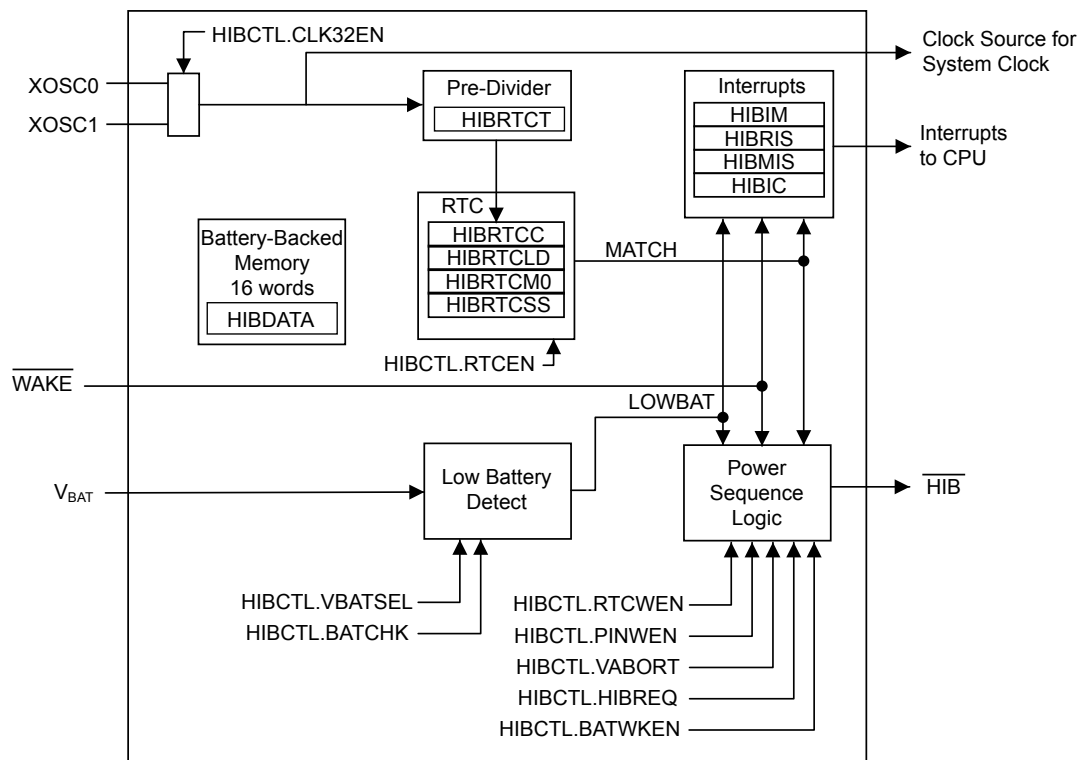 HIBCTL.CLK32EN
XOSC0
XOSC1
Pre-Divider
HIBRTCT
Interrupts
HIBIM
HIBRIS
HIBMIS
HIBIC
Clock Source for
System Clock
Interrupts
to CPU
Battery-Backed
Memory
16 words
HIBDATA
RTC
HIBRTCC
HIBRTCLD
HIBRTCM0
HIBRTCSS
MATCH
HIBCTL.RTCEN
WAKE
LOWBAT
VBAT
Low Battery
Detect
Power
Sequence
Logic
HIB
HIBCTL.VBATSEL
HIBCTL.BATCHK
HIBCTL.RTCWEN
HIBCTL.PINWEN
HIBCTL.VABORT
HIBCTL.HIBREQ
HIBCTL.BATWKEN